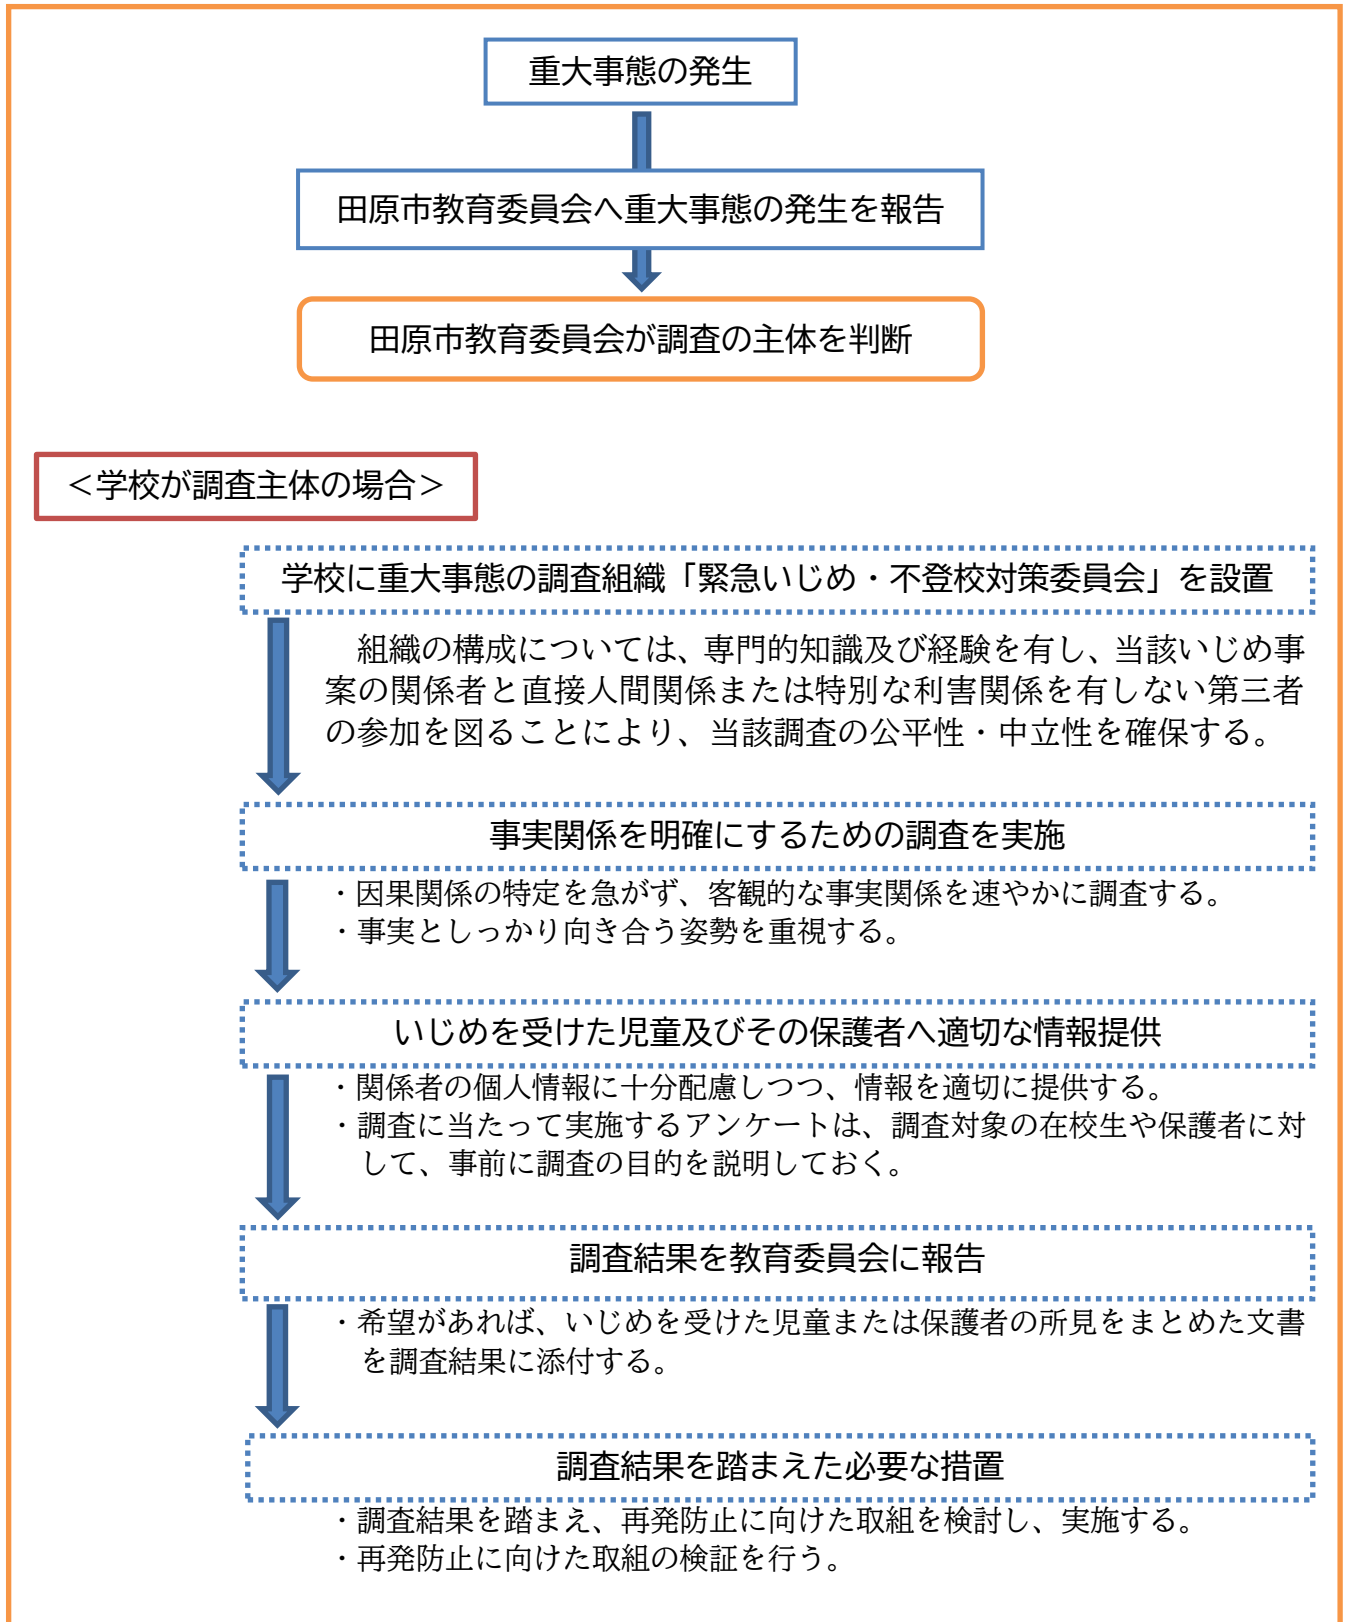 重大事態の発生
田原市教育委員会へ重大事態の発生を報告
田原市教育委員会が調査の主体を判断
＜学校が調査主体の場合＞
学校に重大事態の調査組織「緊急いじめ・不登校対策委員会」を設置
組織の構成については、専門的知識及び経験を有し、当該いじめ事
案の関係者と直接人間関係または特別な利害関係を有しない第三者
の参加を図ることにより、当該調査の公平性・中立性を確保する。
事実関係を明確にするための調査を実施
・因果関係の特定を急がず、客観的な事実関係を速やかに調査する。
・事実としっかり向き合う姿勢を重視する。
いじめを受けた児童及びその保護者へ適切な情報提供
・関係者の個人情報に十分配慮しつつ、情報を適切に提供する。
・調査に当たって実施するアンケートは、調査対象の在校生や保護者に対
して、事前に調査の目的を説明しておく。
調査結果を教育委員会に報告
・希望があれば、いじめを受けた児童または保護者の所見をまとめた文書
を調査結果に添付する。
調査結果を踏まえた必要な措置
・調査結果を踏まえ、再発防止に向けた取組を検討し、実施する。
・再発防止に向けた取組の検証を行う。